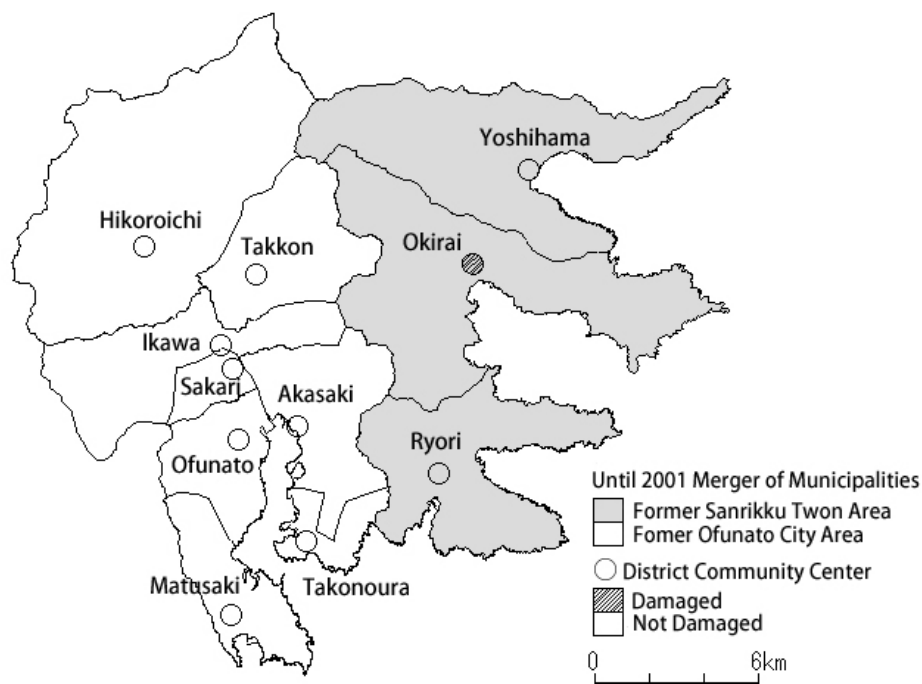 Yoshihama
Hikoroichi
Takkon
Okirai
Ikawa
Sakari
Akasaki
Ofunato
Ryori
Matusaki
Takonoura
Until 2001 Merger of Municipalities
Former Sanrikku Twon Area
Fomer Ofunato City Area
District Community Center
Damaged
Not Damaged
0 6km